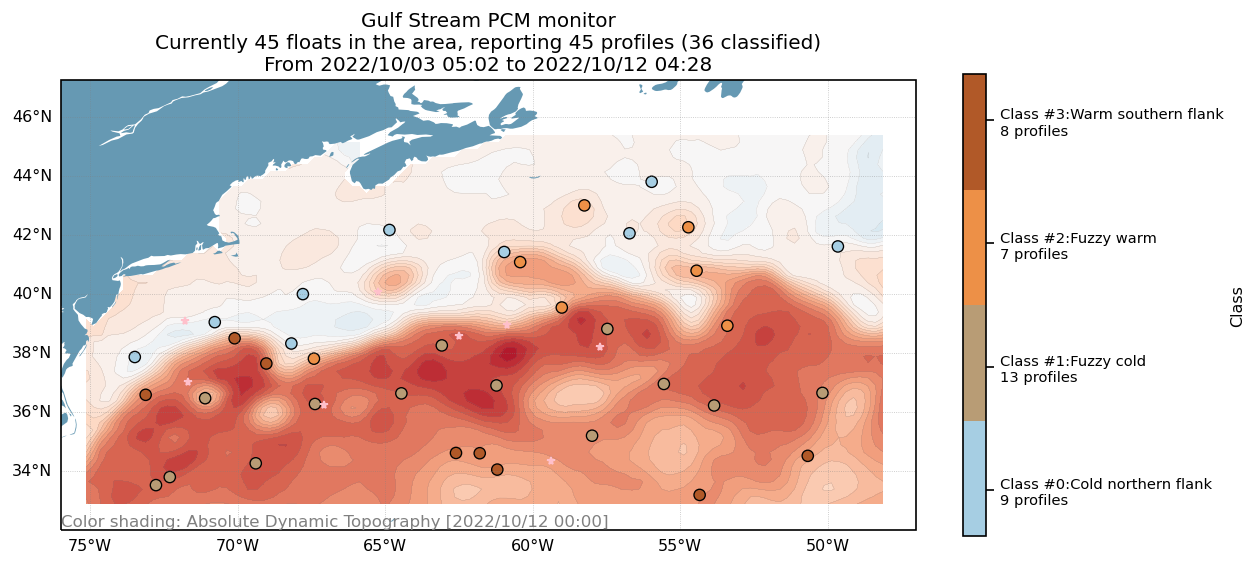 Gulf Stream PCM monitor
Currently 45 floats in the area, reporting 45 profiles (36 classified)
From 2022/10/03 05:02 to 2022/10/12 04:28
46°N
44°N
42°N
40°N
38°N
36°N
34°N
Color shading: Absolute Dynamic Topography [2022/10/12 00:00]
75°W
70°W
65°W
60°W
55°W
50°W
Class #3:Warm southern flank
8 profiles
Class #2:Fuzzy warm
7 profiles
Class #1:Fuzzy cold
13 profiles
Class #0:Cold northern flank
9 profiles
Class